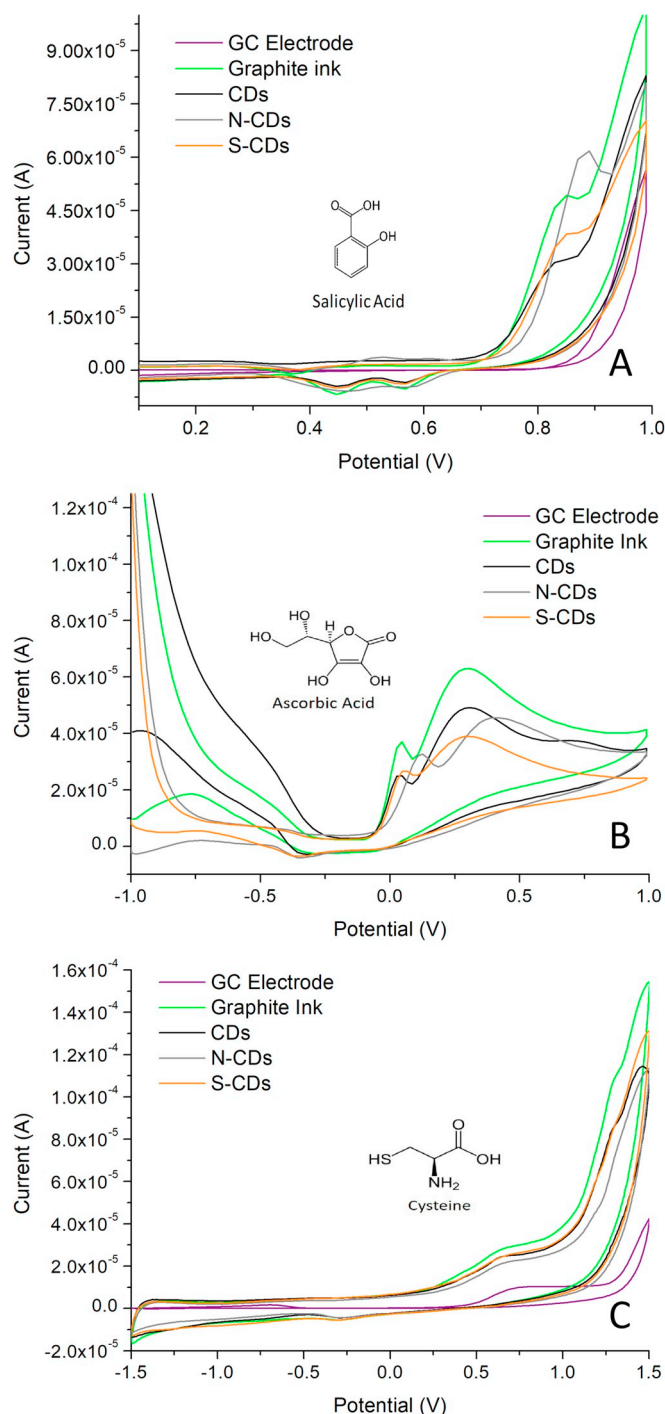 GC Electrode
Graphite ink
CDs
N-CDs
S-CDs
9.00x10⁻⁵
7.50x10⁻⁵
6.00x10⁻⁵
4.50x10⁻⁵
3.00x10⁻⁵
1.50x10⁻⁵
0.00
Current (A)
O
OH
OH
Salicylic Acid
A
0.2 0.4 0.6 0.8 1.0
Potential (V)
GC Electrode
Graphite Ink
CDs
N-CDs
S-CDs
1.2x10⁻⁴
1.0x10⁻⁴
8.0x10⁻⁵
6.0x10⁻⁵
4.0x10⁻⁵
2.0x10⁻⁵
0.0
Current (A)
HO
HO
H
O
O
HO
OH
Ascorbic Acid
B
-1.0 -0.5 0.0 0.5 1.0
Potential (V)
GC Electrode
Graphite Ink
CDs
N-CDs
S-CDs
1.6x10⁻⁴
1.4x10⁻⁴
1.2x10⁻⁴
1.0x10⁻⁴
8.0x10⁻⁵
6.0x10⁻⁵
4.0x10⁻⁵
2.0x10⁻⁵
0.0
-2.0x10⁻⁵
Current (A)
O
HS
OH
NH₂
Cysteine
C
-1.5 -1.0 -0.5 0.0 0.5 1.0 1.5
Potential (V)